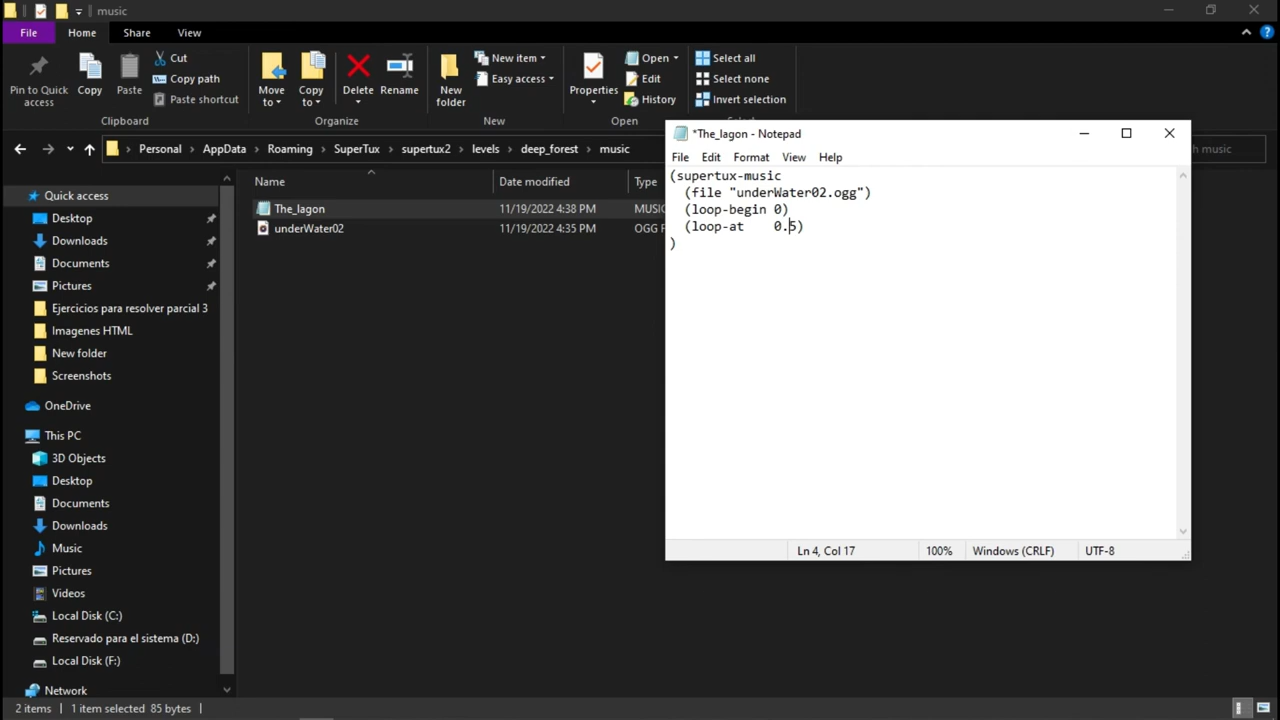 music
File
Home
Share
View
Pin to Quick access
Copy
Paste
Cut
Copy path
Paste shortcut
Clipboard
Move to
Copy to
Delete
Rename
Organize
New folder
New item
Easy access
New
Properties
Open
Edit
History
Open
Select all
Select none
Invert selection
Personal
AppData
Roaming
SuperTux
supertux2
levels
deep_forest
music
music
Quick access
Desktop
Downloads
Documents
Pictures
Ejercicios para resolver parcial 3
Imagenes HTML
New folder
Screenshots
OneDrive
This PC
3D Objects
Desktop
Documents
Downloads
Music
Pictures
Videos
Local Disk (C:)
Reservado para el sistema (D:)
Local Disk (F:)
Network
Name
Date modified
Type
The_lagon
11/19/2022 4:38 PM
MUSIC
underWater02
11/19/2022 4:35 PM
OGG F
*The_lagon - Notepad
File
Edit
Format
View
Help
(supertux-music
(file "underWater02.ogg")
(loop-begin 0)
(loop-at    0.5)
)
Ln 4, Col 17
100%
Windows (CRLF)
UTF-8
2 items
1 item selected 85 bytes